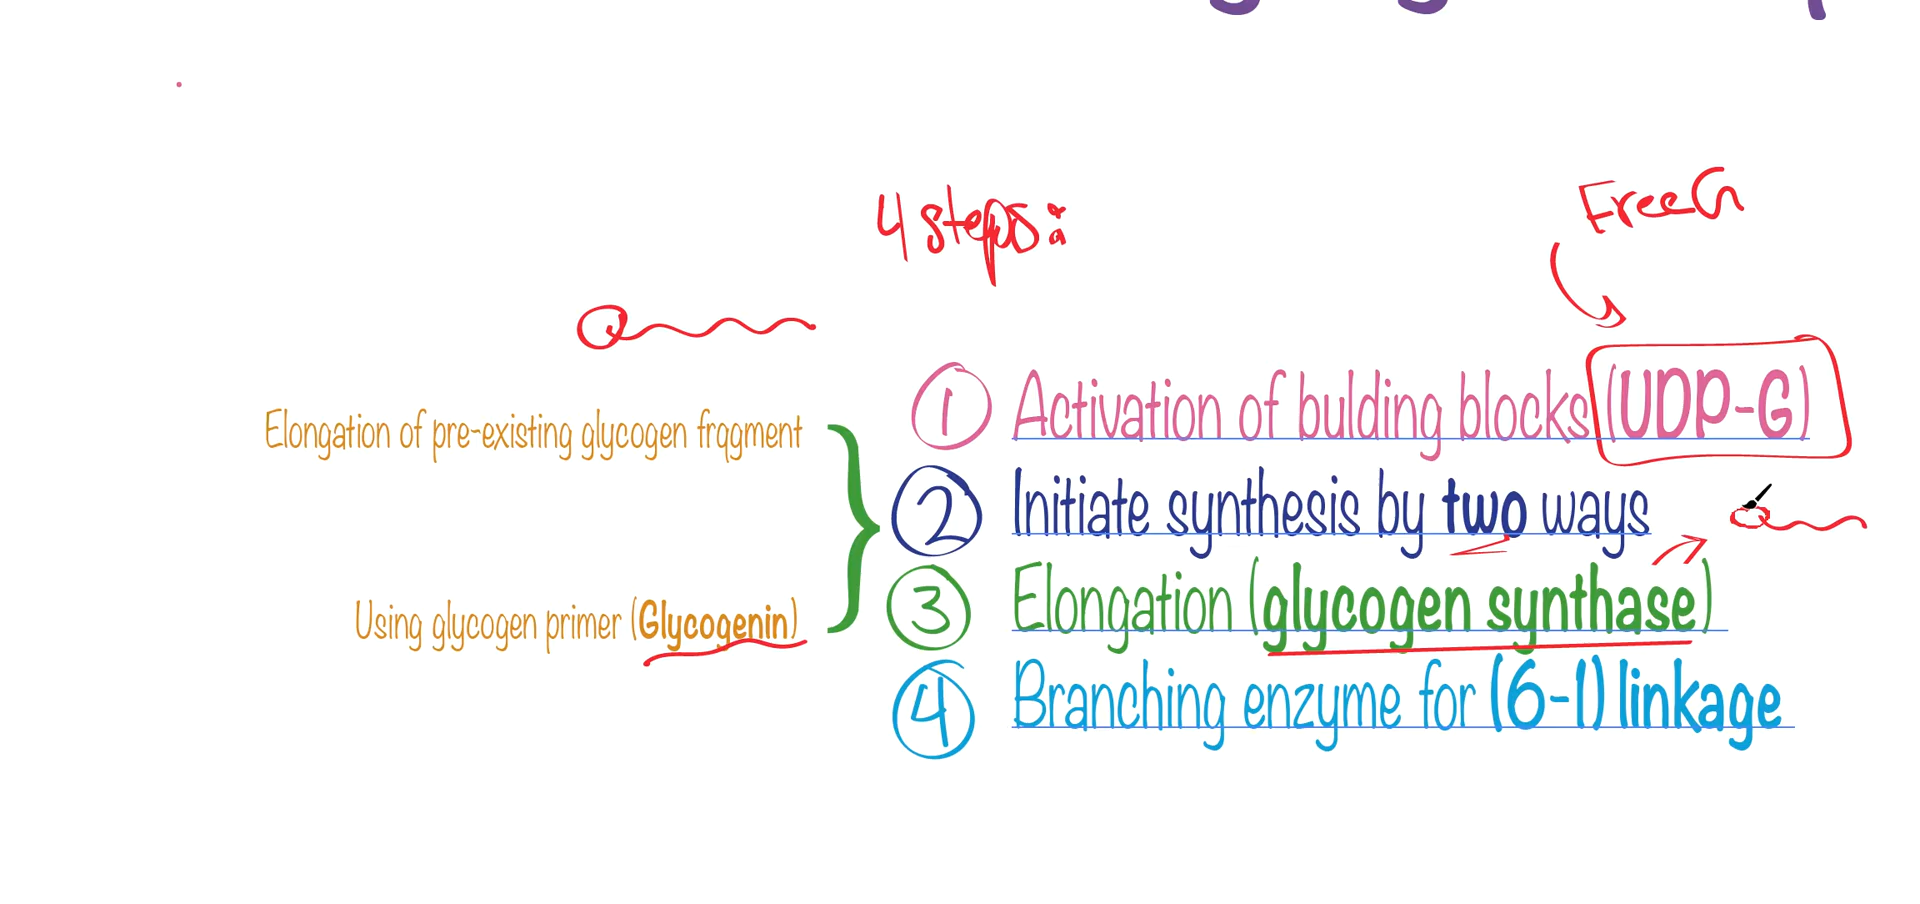 4 steps:
Free G
1 Activation of bulding blocks (UDP-G)
Elongation of pre-existing glycogen frqgment
2 Initiate synthesis by two ways
3 Elongation (glycogen synthase)
Using glycogen primer (Glycogenin)
4 Branching enzyme for (6-1) linkage